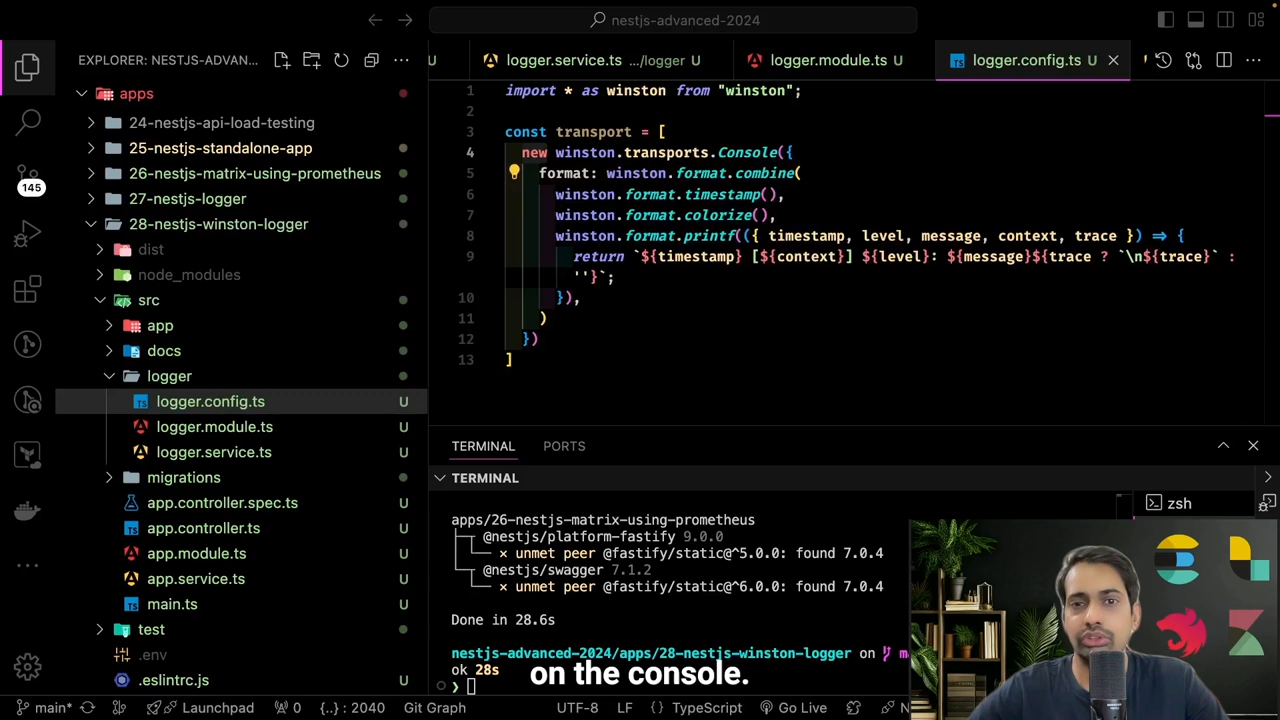 nestjs-advanced-2024
EXPLORER: NESTJS-ADVAN...
apps
24-nestjs-api-load-testing
25-nestjs-standalone-app
26-nestjs-matrix-using-prometheus
27-nestjs-logger
28-nestjs-winston-logger
dist
node_modules
src
app
docs
logger
logger.config.ts U
logger.module.ts U
logger.service.ts U
migrations
app.controller.spec.ts U
app.controller.ts U
app.module.ts U
app.service.ts U
main.ts U
test
.env
.eslintrc.js U
145
U logger.service.ts .../logger U logger.module.ts U logger.config.ts U
1 import * as winston from "winston";
2
3 const transport = [
4 new winston.transports.Console({
5 format: winston.format.combine(
6 winston.format.timestamp(),
7 winston.format.colorize(),
8 winston.format.printf(({ timestamp, level, message, context, trace }) => {
9 return `${timestamp} [${context}] ${level}: ${message}${trace ? `\n${trace}` :
''}`;
10 }),
11 )
12 })
13 ]
TERMINAL PORTS
TERMINAL
zsh
apps/26-nestjs-matrix-using-prometheus
├─┬ @nestjs/platform-fastify 9.0.0
│ └── ✕ unmet peer @fastify/static@^5.0.0: found 7.0.4
└─┬ @nestjs/swagger 7.1.2
└── ✕ unmet peer @fastify/static@^6.0.0: found 7.0.4
Done in 28.6s
nestjs-advanced-2024/apps/28-nestjs-winston-logger on
ok 28s
❯
on the console.
main* Launchpad 0 {..} : 2040 Git Graph UTF-8 LF {} TypeScript Go Live